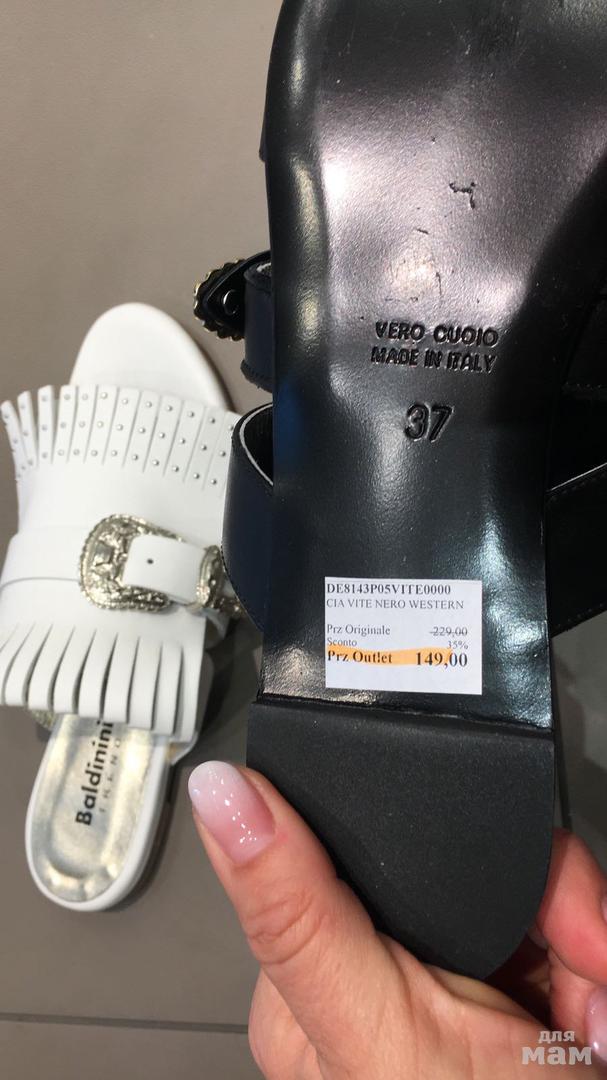 VERO CUOIO
MADE IN ITALY
37
DE8143P05VITE0000
CIA VITE NERO WESTERN
Prz Originale 229,00
Sconto 35%
Prz Outlet 149,00
Baldinini
TREND
для
мам